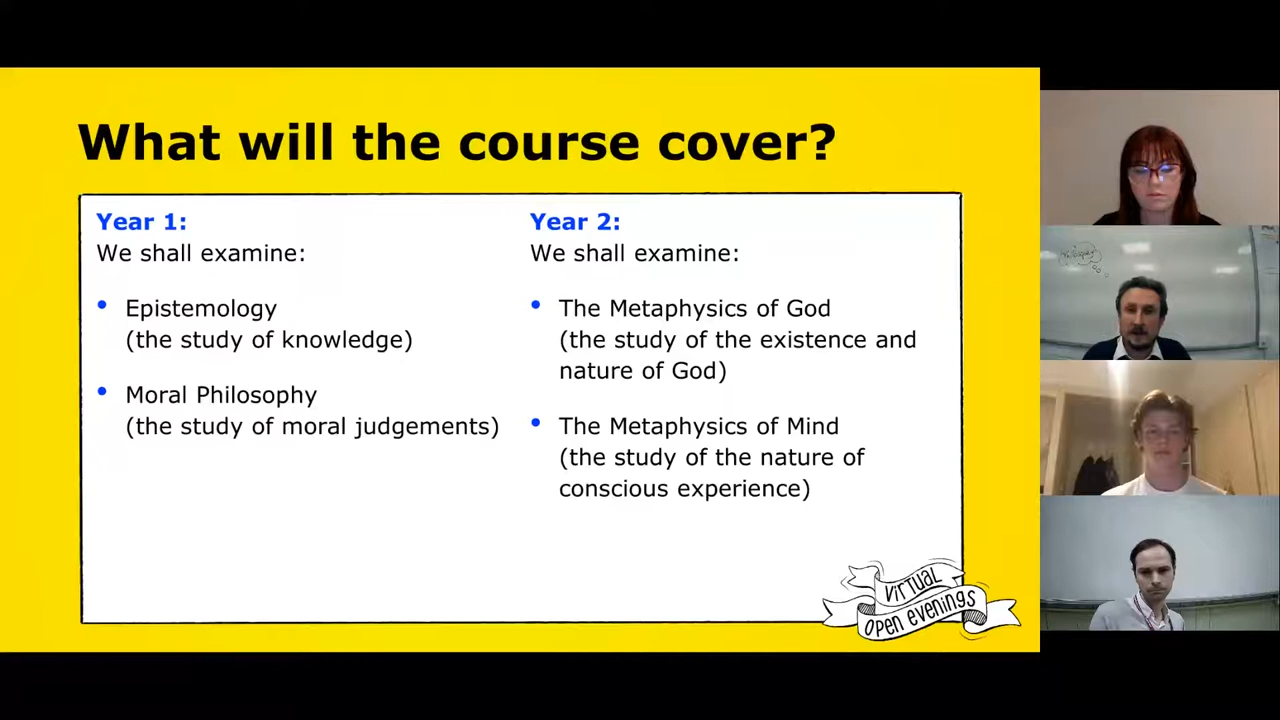 What will the course cover?
Year 1:
We shall examine:
• Epistemology
(the study of knowledge)
• Moral Philosophy
(the study of moral judgements)
Year 2:
We shall examine:
• The Metaphysics of God
(the study of the existence and
nature of God)
• The Metaphysics of Mind
(the study of the nature of
conscious experience)
VIRTUAL
OPEN EVENINGS
Philosophy